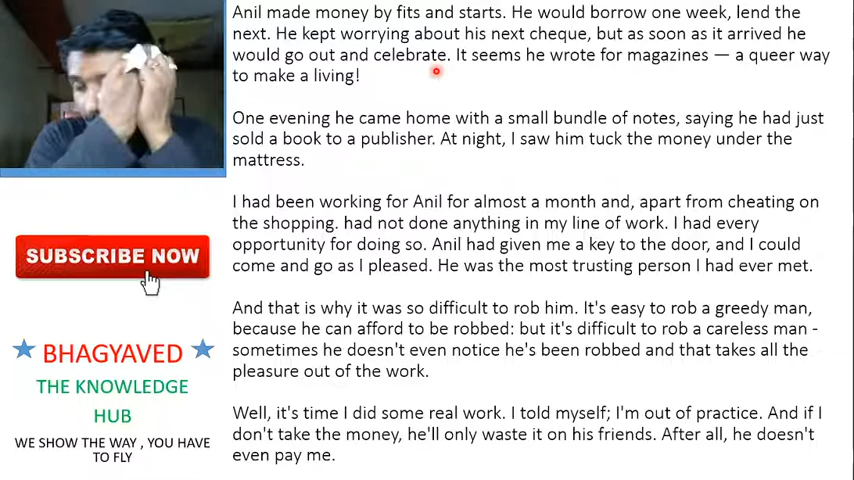 Anil made money by fits and starts. He would borrow one week, lend the
next. He kept worrying about his next cheque, but as soon as it arrived he
would go out and celebrate. It seems he wrote for magazines — a queer way
to make a living!
One evening he came home with a small bundle of notes, saying he had just
sold a book to a publisher. At night, I saw him tuck the money under the
mattress.
I had been working for Anil for almost a month and, apart from cheating on
the shopping. had not done anything in my line of work. I had every
opportunity for doing so. Anil had given me a key to the door, and I could
come and go as I pleased. He was the most trusting person I had ever met.
And that is why it was so difficult to rob him. It's easy to rob a greedy man,
because he can afford to be robbed: but it's difficult to rob a careless man -
sometimes he doesn't even notice he's been robbed and that takes all the
pleasure out of the work.
Well, it's time I did some real work. I told myself; I'm out of practice. And if I
don't take the money, he'll only waste it on his friends. After all, he doesn't
even pay me.
SUBSCRIBE NOW
BHAGYAVED
THE KNOWLEDGE
HUB
WE SHOW THE WAY , YOU HAVE
TO FLY